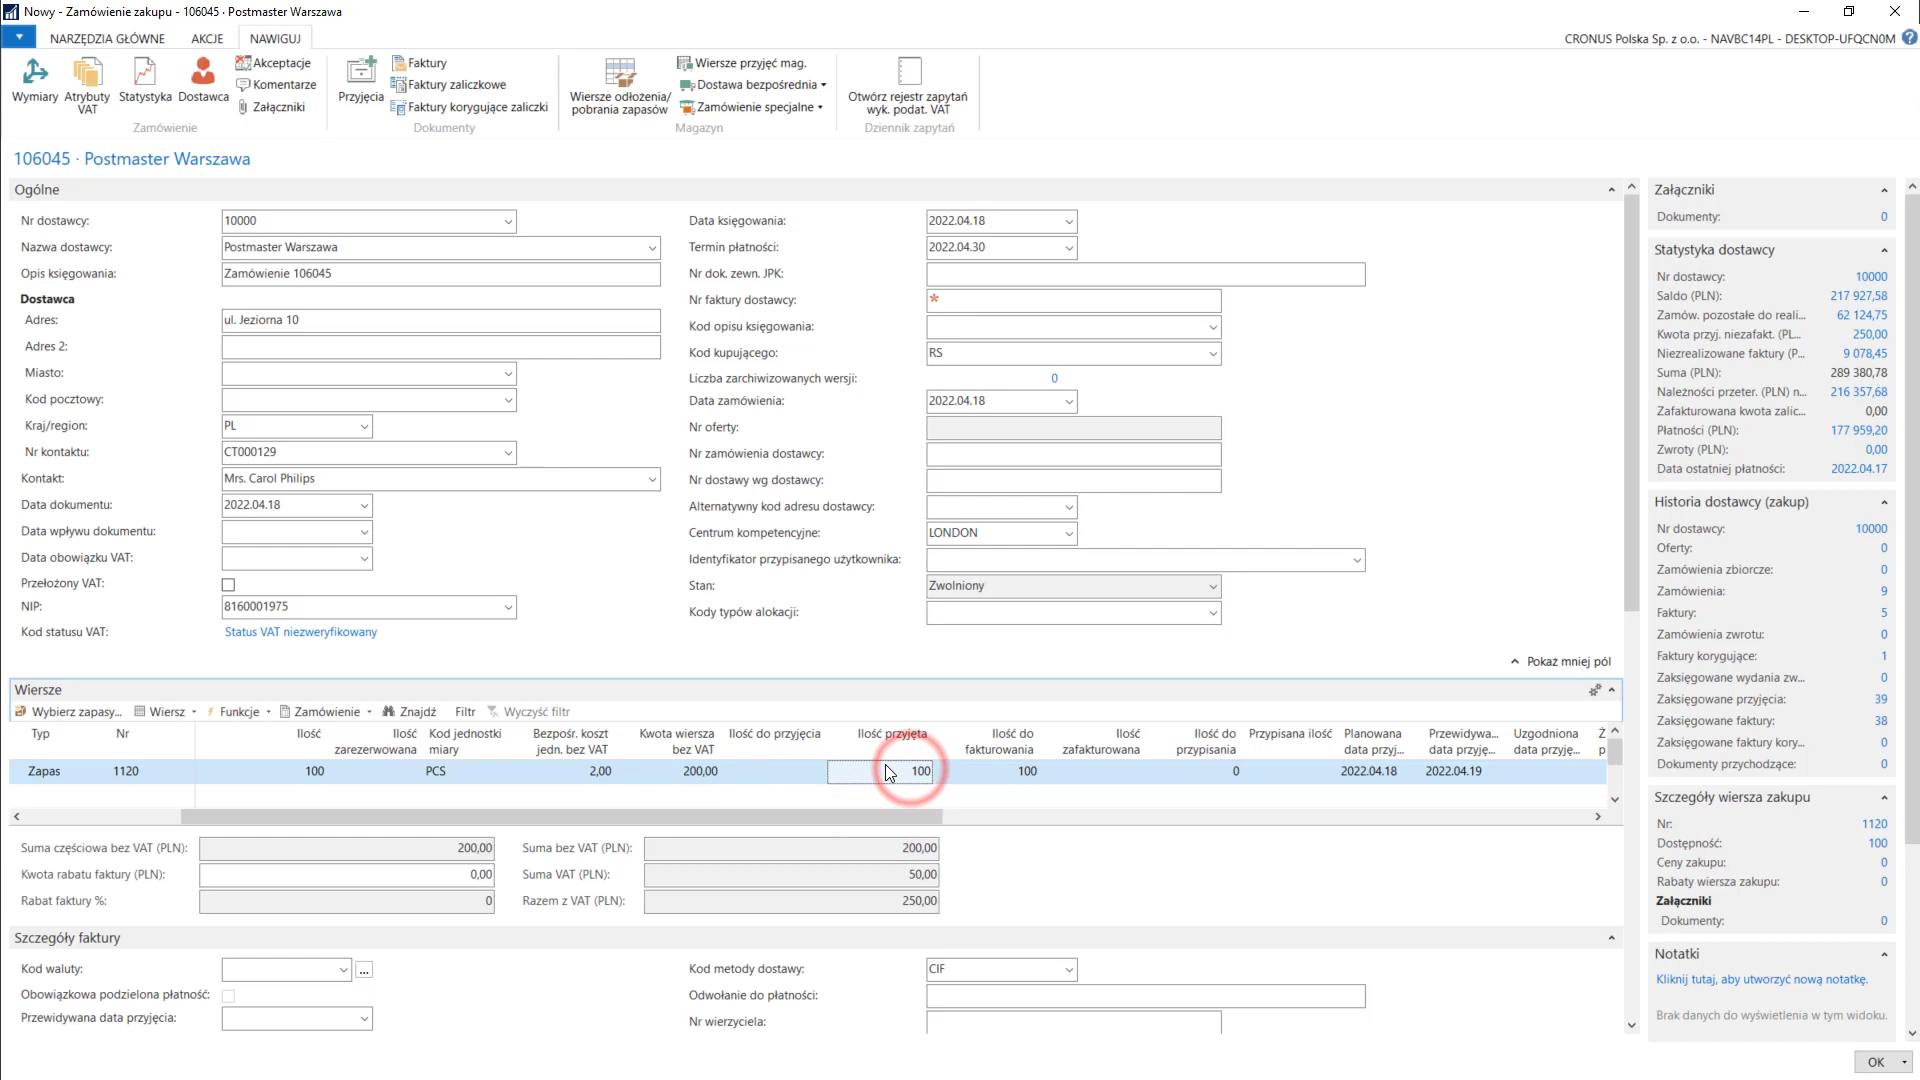 Nowy - Zamówienie zakupu - 106045 · Postmaster Warszawa
NARZĘDZIA GŁÓWNE AKCJE NAWIGUJ
CRONUS Polska Sp. z o.o. - NAVBC14PL - DESKTOP-UFQCN0M
Wymiary
Atrybuty VAT
Statystyka
Dostawca
Akceptacje
Komentarze
Załączniki
Zamówienie
Przyjęcia
Faktury
Faktury zaliczkowe
Faktury korygujące zaliczki
Dokumenty
Wiersze odłożenia/
pobrania zapasów
Wiersze przyjęć mag.
Dostawa bezpośrednia
Zamówienie specjalne
Magazyn
Otwórz rejestr zapytań
wyk. podat. VAT
Dziennik zapytań
106045 · Postmaster Warszawa
Ogólne
Nr dostawcy: 10000
Nazwa dostawcy: Postmaster Warszawa
Opis księgowania: Zamówienie 106045
Dostawca
Adres: ul. Jeziorna 10
Adres 2:
Miasto:
Kod pocztowy:
Kraj/region: PL
Nr kontaktu: CT000129
Kontakt: Mrs. Carol Philips
Data dokumentu: 2022.04.18
Data wpływu dokumentu:
Data obowiązku VAT:
Przełożony VAT:
NIP: 8160001975
Kod statusu VAT: Status VAT niezweryfikowany
Data księgowania: 2022.04.18
Termin płatności: 2022.04.30
Nr dok. zewn. JPK:
Nr faktury dostawcy: *
Kod opisu księgowania:
Kod kupującego: RS
Liczba zarchiwizowanych wersji: 0
Data zamówienia: 2022.04.18
Nr oferty:
Nr zamówienia dostawcy:
Nr dostawy wg dostawcy:
Alternatywny kod adresu dostawcy:
Centrum kompetencyjne: LONDON
Identyfikator przypisanego użytkownika:
Stan: Zwolniony
Kody typów alokacji:
Pokaż mniej pól
Wiersze
Wybierz zapasy... Wiersz Funkcje Zamówienie Znajdź Filtr Wyczyść filtr
Typ Nr Ilość Ilość Kod jednostki Bezpośr. koszt Kwota wiersza Ilość do przyjęcia Ilość przyjęta Ilość do Ilość Ilość do Przypisana ilość Planowana Przewidywa... Uzgodniona Ż
zarezerwowana miary jedn. bez VAT bez VAT fakturowania zafakturowana przypisania data przyj... data przyję... data przyję... p
Zapas 1120 100 PCS 2,00 200,00 100 100 0 2022.04.18 2022.04.19
Suma częściowa bez VAT (PLN): 200,00 Suma bez VAT (PLN): 200,00
Kwota rabatu faktury (PLN): 0,00 Suma VAT (PLN): 50,00
Rabat faktury %: 0 Razem z VAT (PLN): 250,00
Szczegóły faktury
Kod waluty: ...
Obowiązkowa podzielona płatność:
Przewidywana data przyjęcia:
Kod metody dostawy: CIF
Odwołanie do płatności:
Nr wierzyciela:
Załączniki
Dokumenty: 0
Statystyka dostawcy
Nr dostawcy: 10000
Saldo (PLN): 217 927,58
Zamów. pozostałe do reali... 62 124,75
Kwota przyj. niezafakt. (PL... 250,00
Niezrealizowane faktury (P... 9 078,45
Suma (PLN): 289 380,78
Należności przeter. (PLN) n... 216 357,68
Zafakturowana kwota zalic... 0,00
Płatności (PLN): 177 959,20
Zwroty (PLN): 0,00
Data ostatniej płatności: 2022.04.17
Historia dostawcy (zakup)
Nr dostawcy: 10000
Oferty: 0
Zamówienia zbiorcze: 0
Zamówienia: 9
Faktury: 5
Zamówienia zwrotu: 0
Faktury korygujące: 1
Zaksięgowane wydania zw... 0
Zaksięgowane przyjęcia: 39
Zaksięgowane faktury: 38
Zaksięgowane faktury kory... 0
Dokumenty przychodzące: 0
Szczegóły wiersza zakupu
Nr: 1120
Dostępność: 100
Ceny zakupu: 0
Rabaty wiersza zakupu: 0
Załączniki
Dokumenty: 0
Notatki
Kliknij tutaj, aby utworzyć nową notatkę.
Brak danych do wyświetlenia w tym widoku.
OK